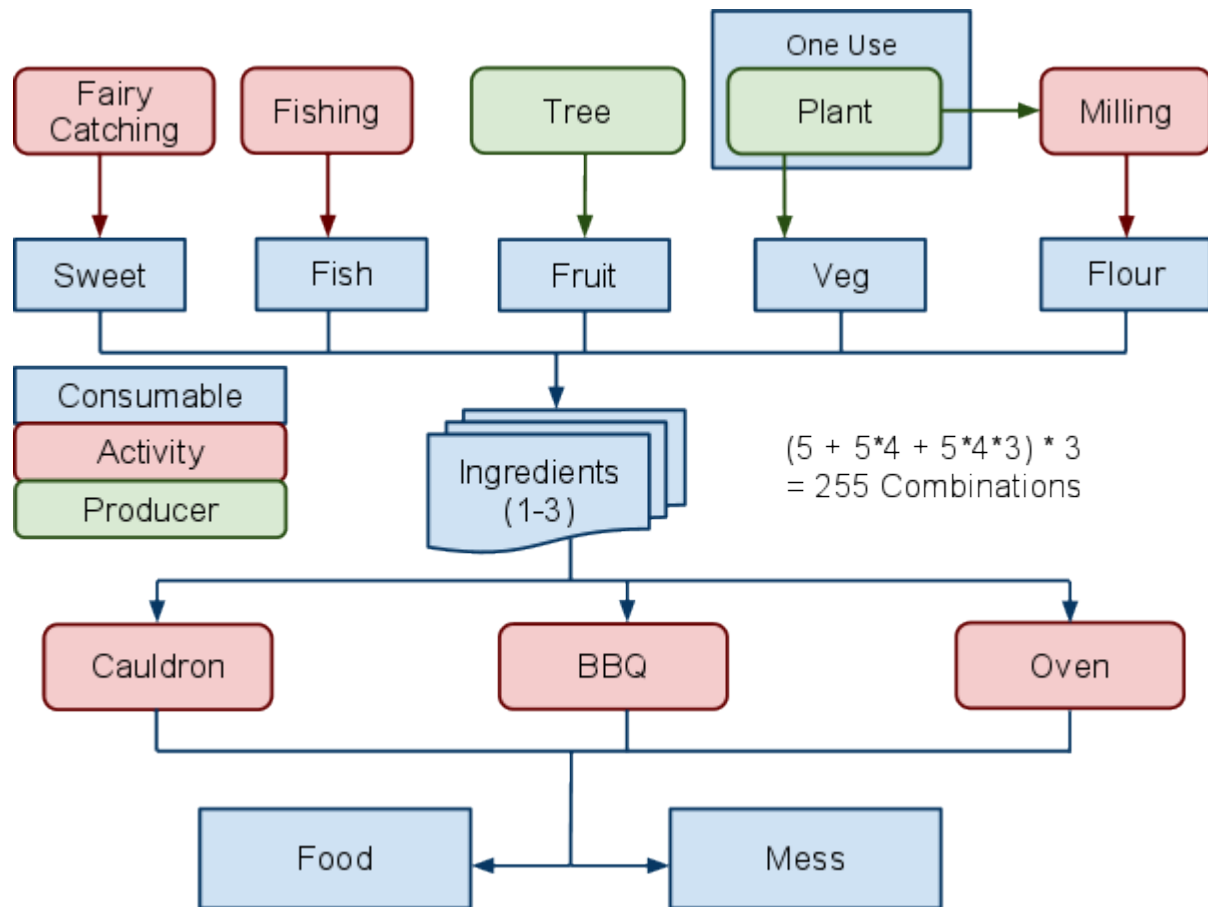 One Use
Fairy
Catching
Fishing
Tree
Plant
Milling
Sweet
Fish
Fruit
Veg
Flour
Consumable
Activity
Producer
Ingredients
(1-3)
(5 + 5*4 + 5*4*3) * 3
= 255 Combinations
Cauldron
BBQ
Oven
Food
Mess